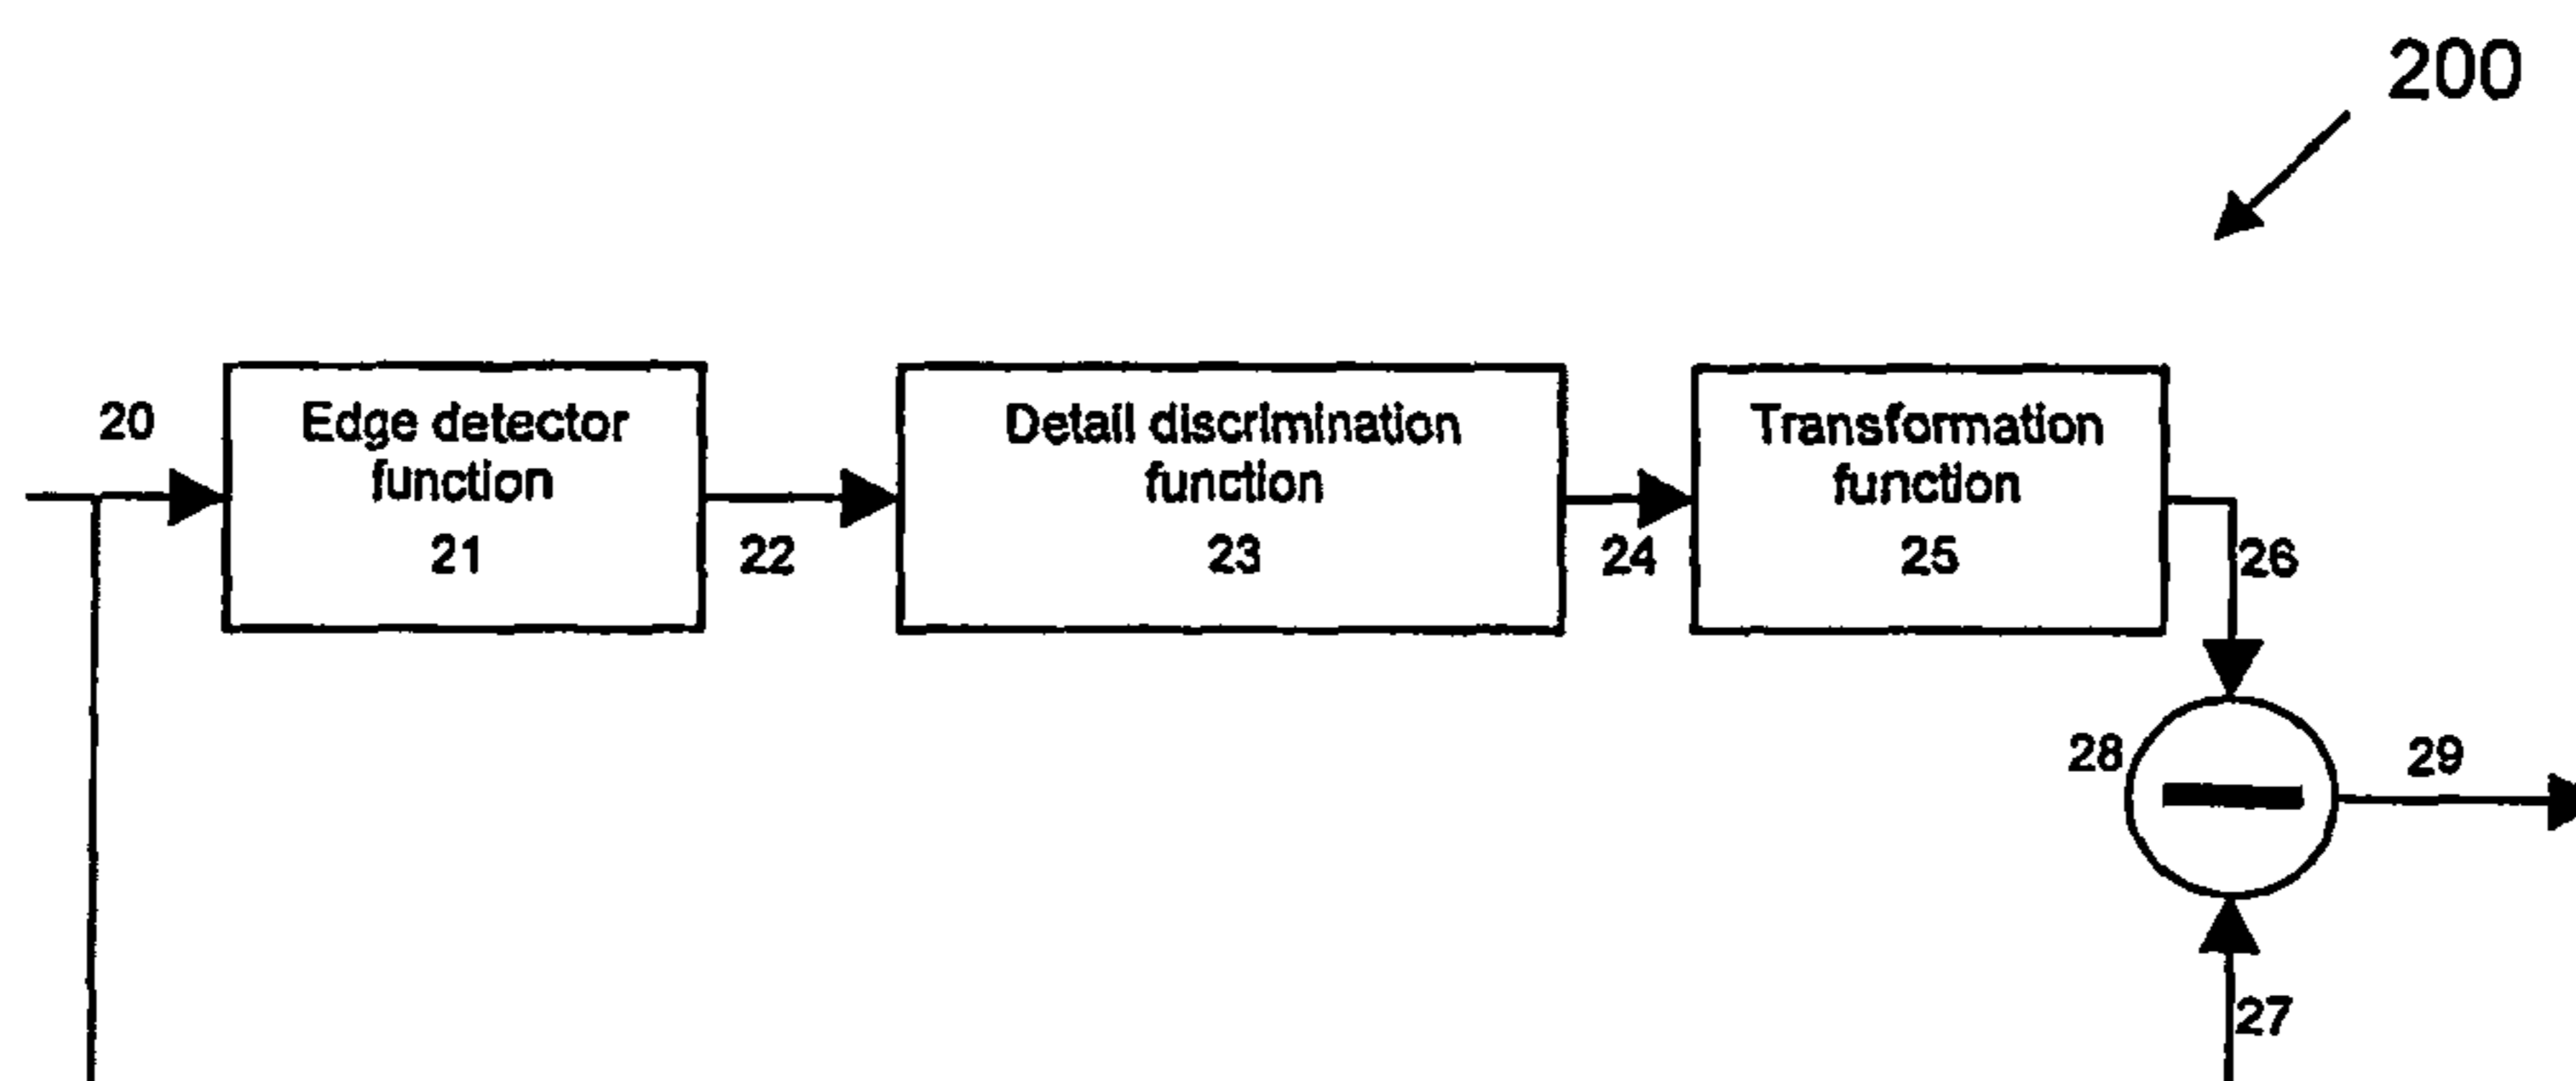 200
20
Edge detector
function
21
22
Detail discrimination
function
23
24
Transformation
function
25
26
28
29
27